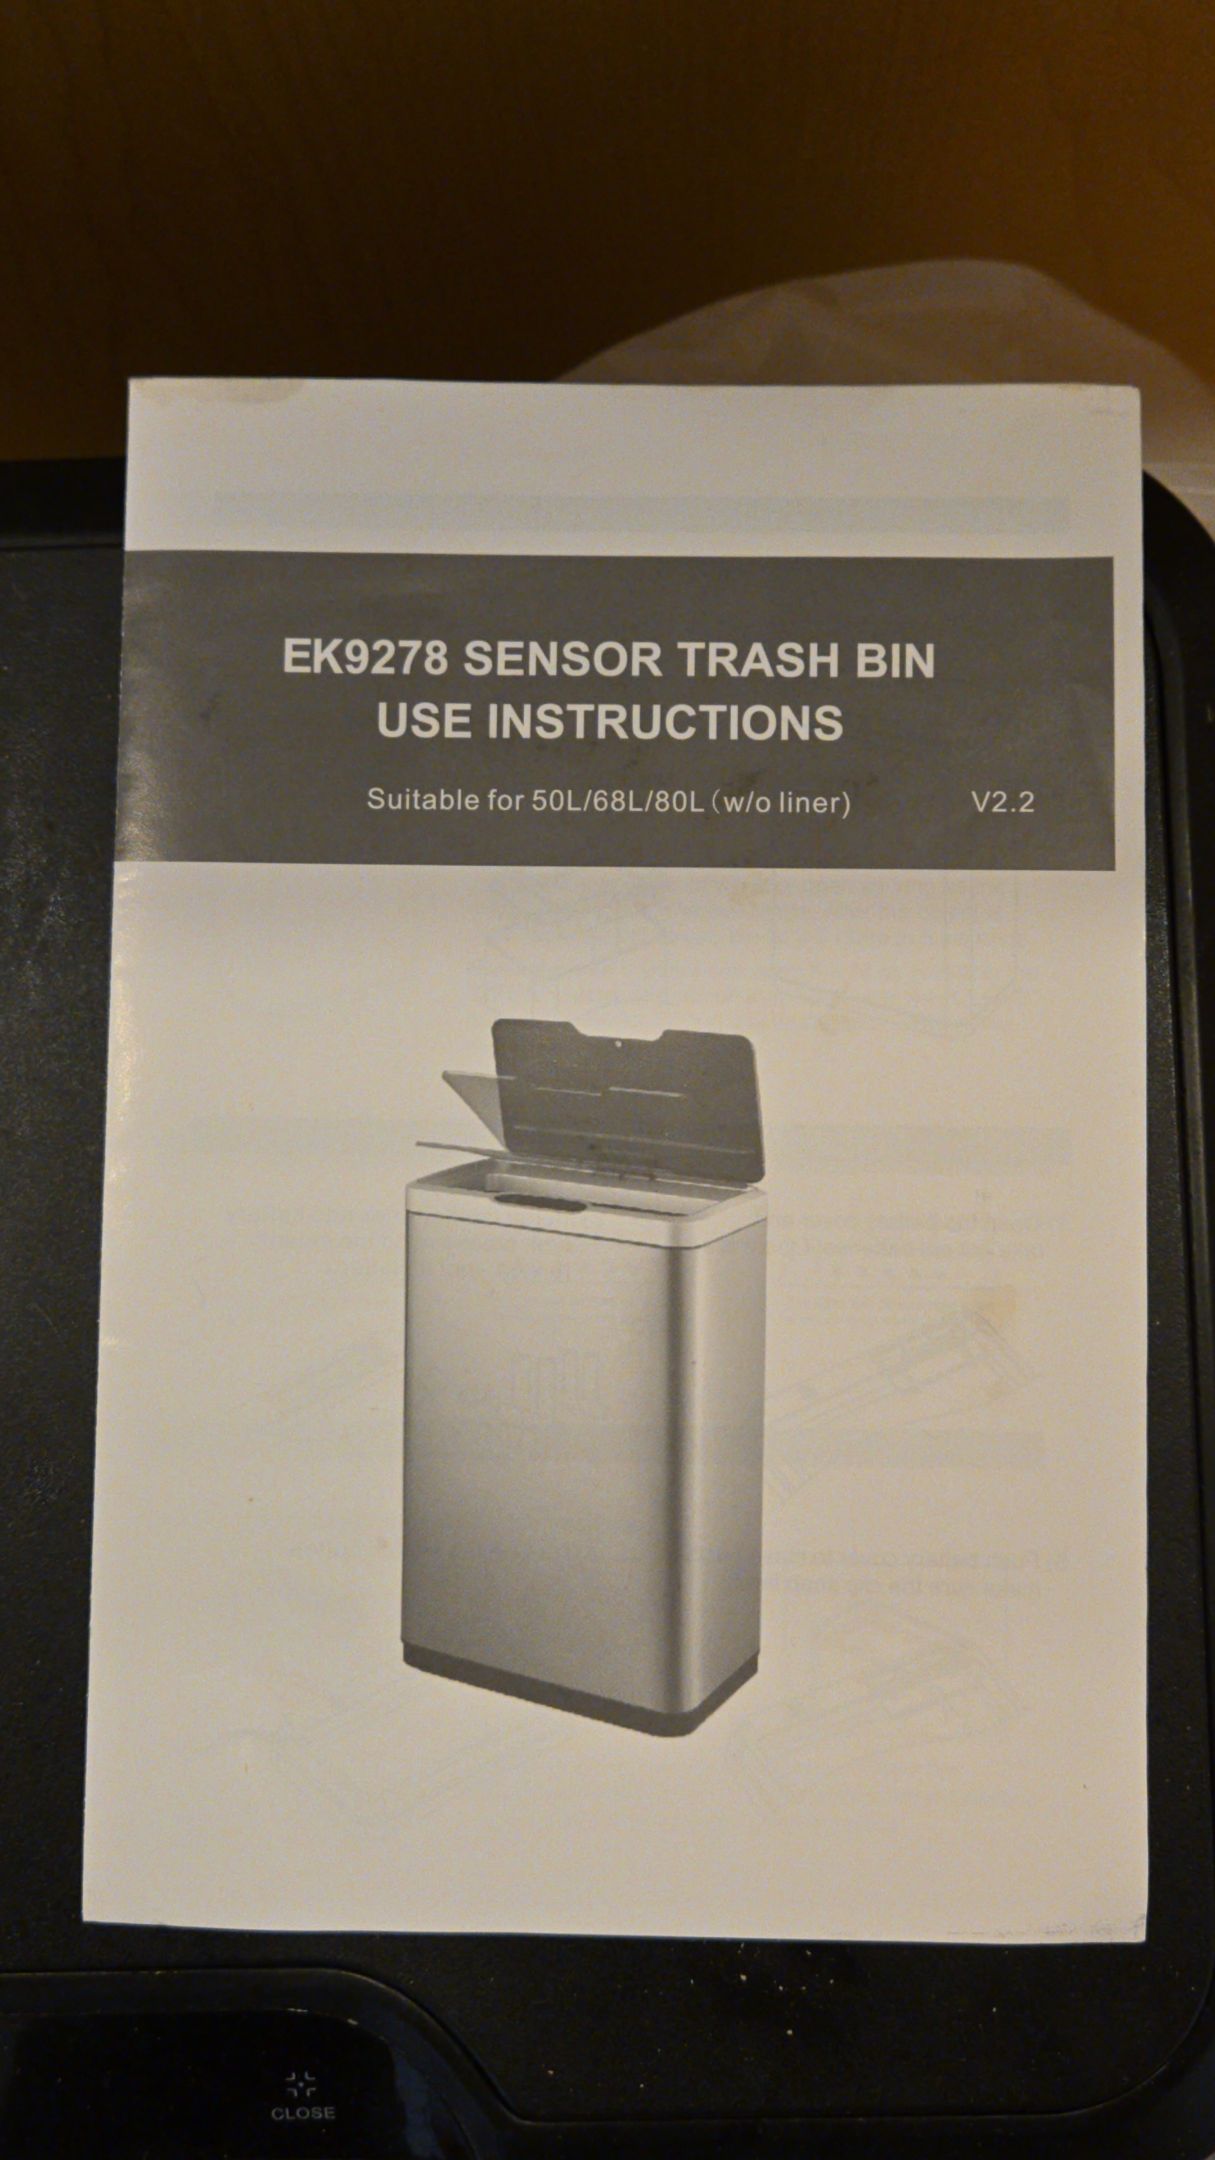 EK9278 SENSOR TRASH BIN
USE INSTRUCTIONS
Suitable for 50L/68L/80L (w/o liner)
V2.2
CLOSE